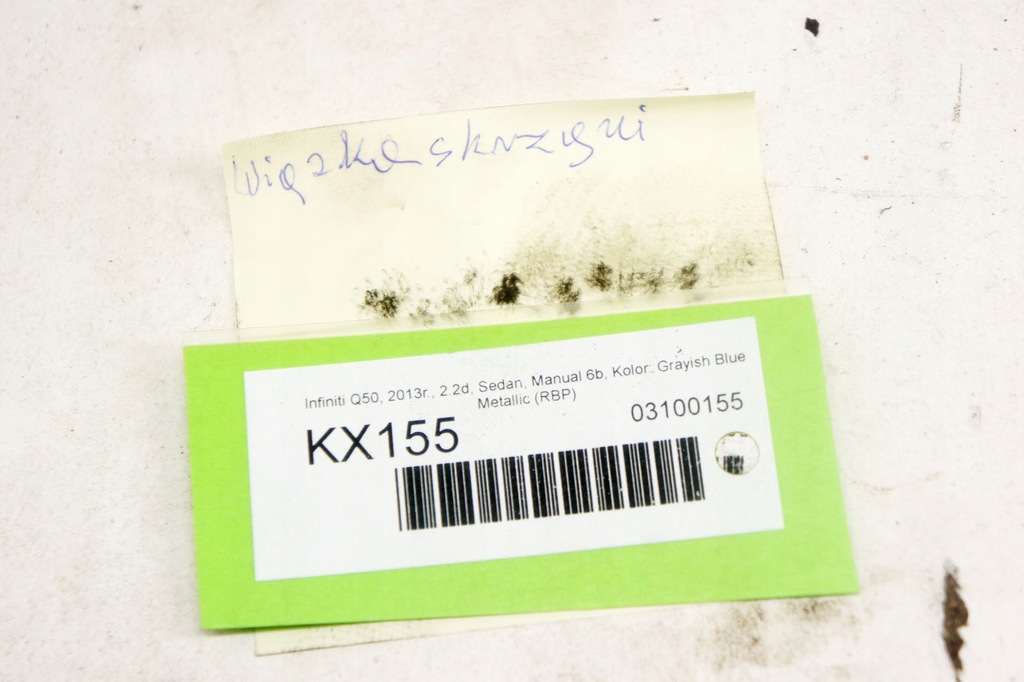 Wiązka skrzyni
Infiniti Q50, 2013r., 2.2d, Sedan, Manual 6b, Kolor:. Grayish Blue
Metallic (RBP)
KX155
03100155